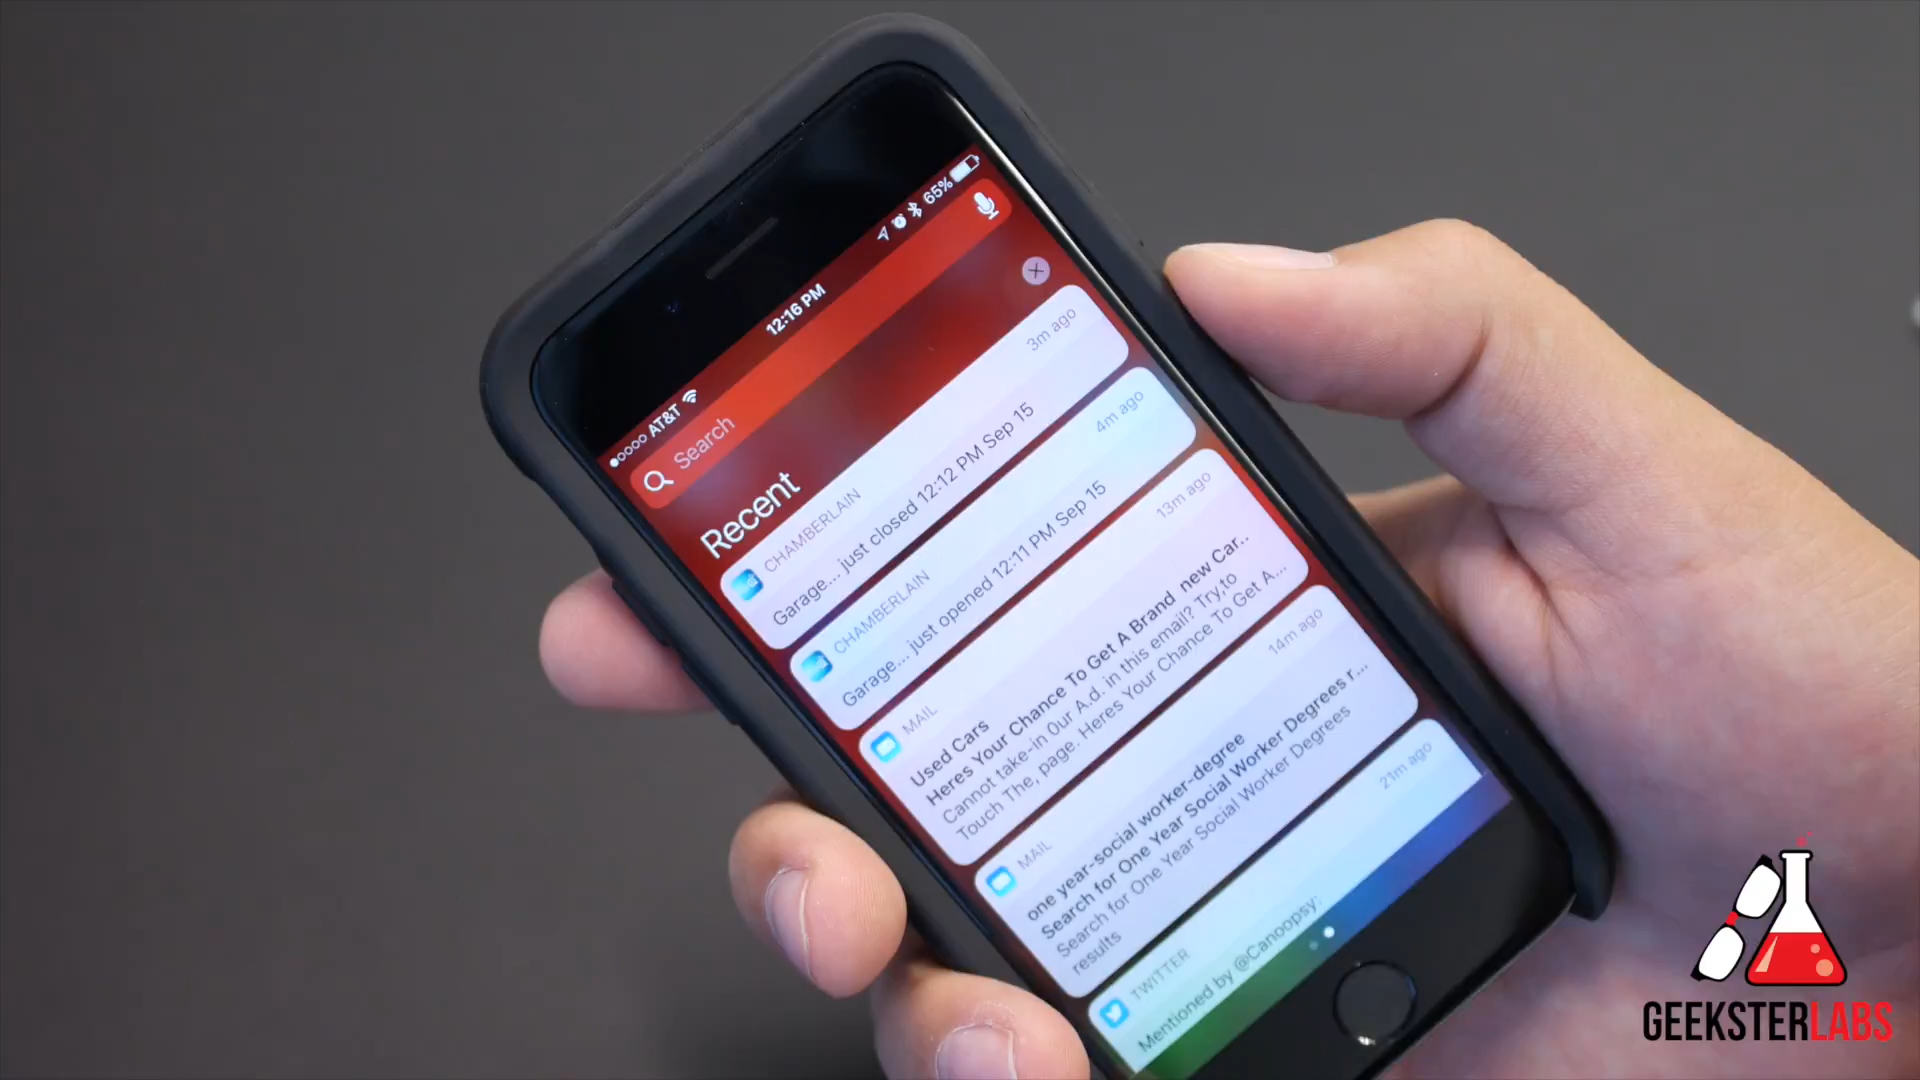 AT&T
12:16 PM
65%
Search
Recent
CHAMBERLAIN
3m ago
Garage... just closed 12:12 PM Sep 15
CHAMBERLAIN
4m ago
Garage... just opened 12:11 PM Sep 15
MAIL
13m ago
Used Cars
Heres Your Chance To Get A Brand new Car..
Cannot take-in 0ur A.d. in this email? Try,to
Touch The, page. Heres Your Chance To Get A...
MAIL
14m ago
one year-social worker-degree
Search for One Year Social Worker Degrees r...
Search for One Year Social Worker Degrees
results
TWITTER
21m ago
Mentioned by @Canoopsy:
GEEKSTERLABS